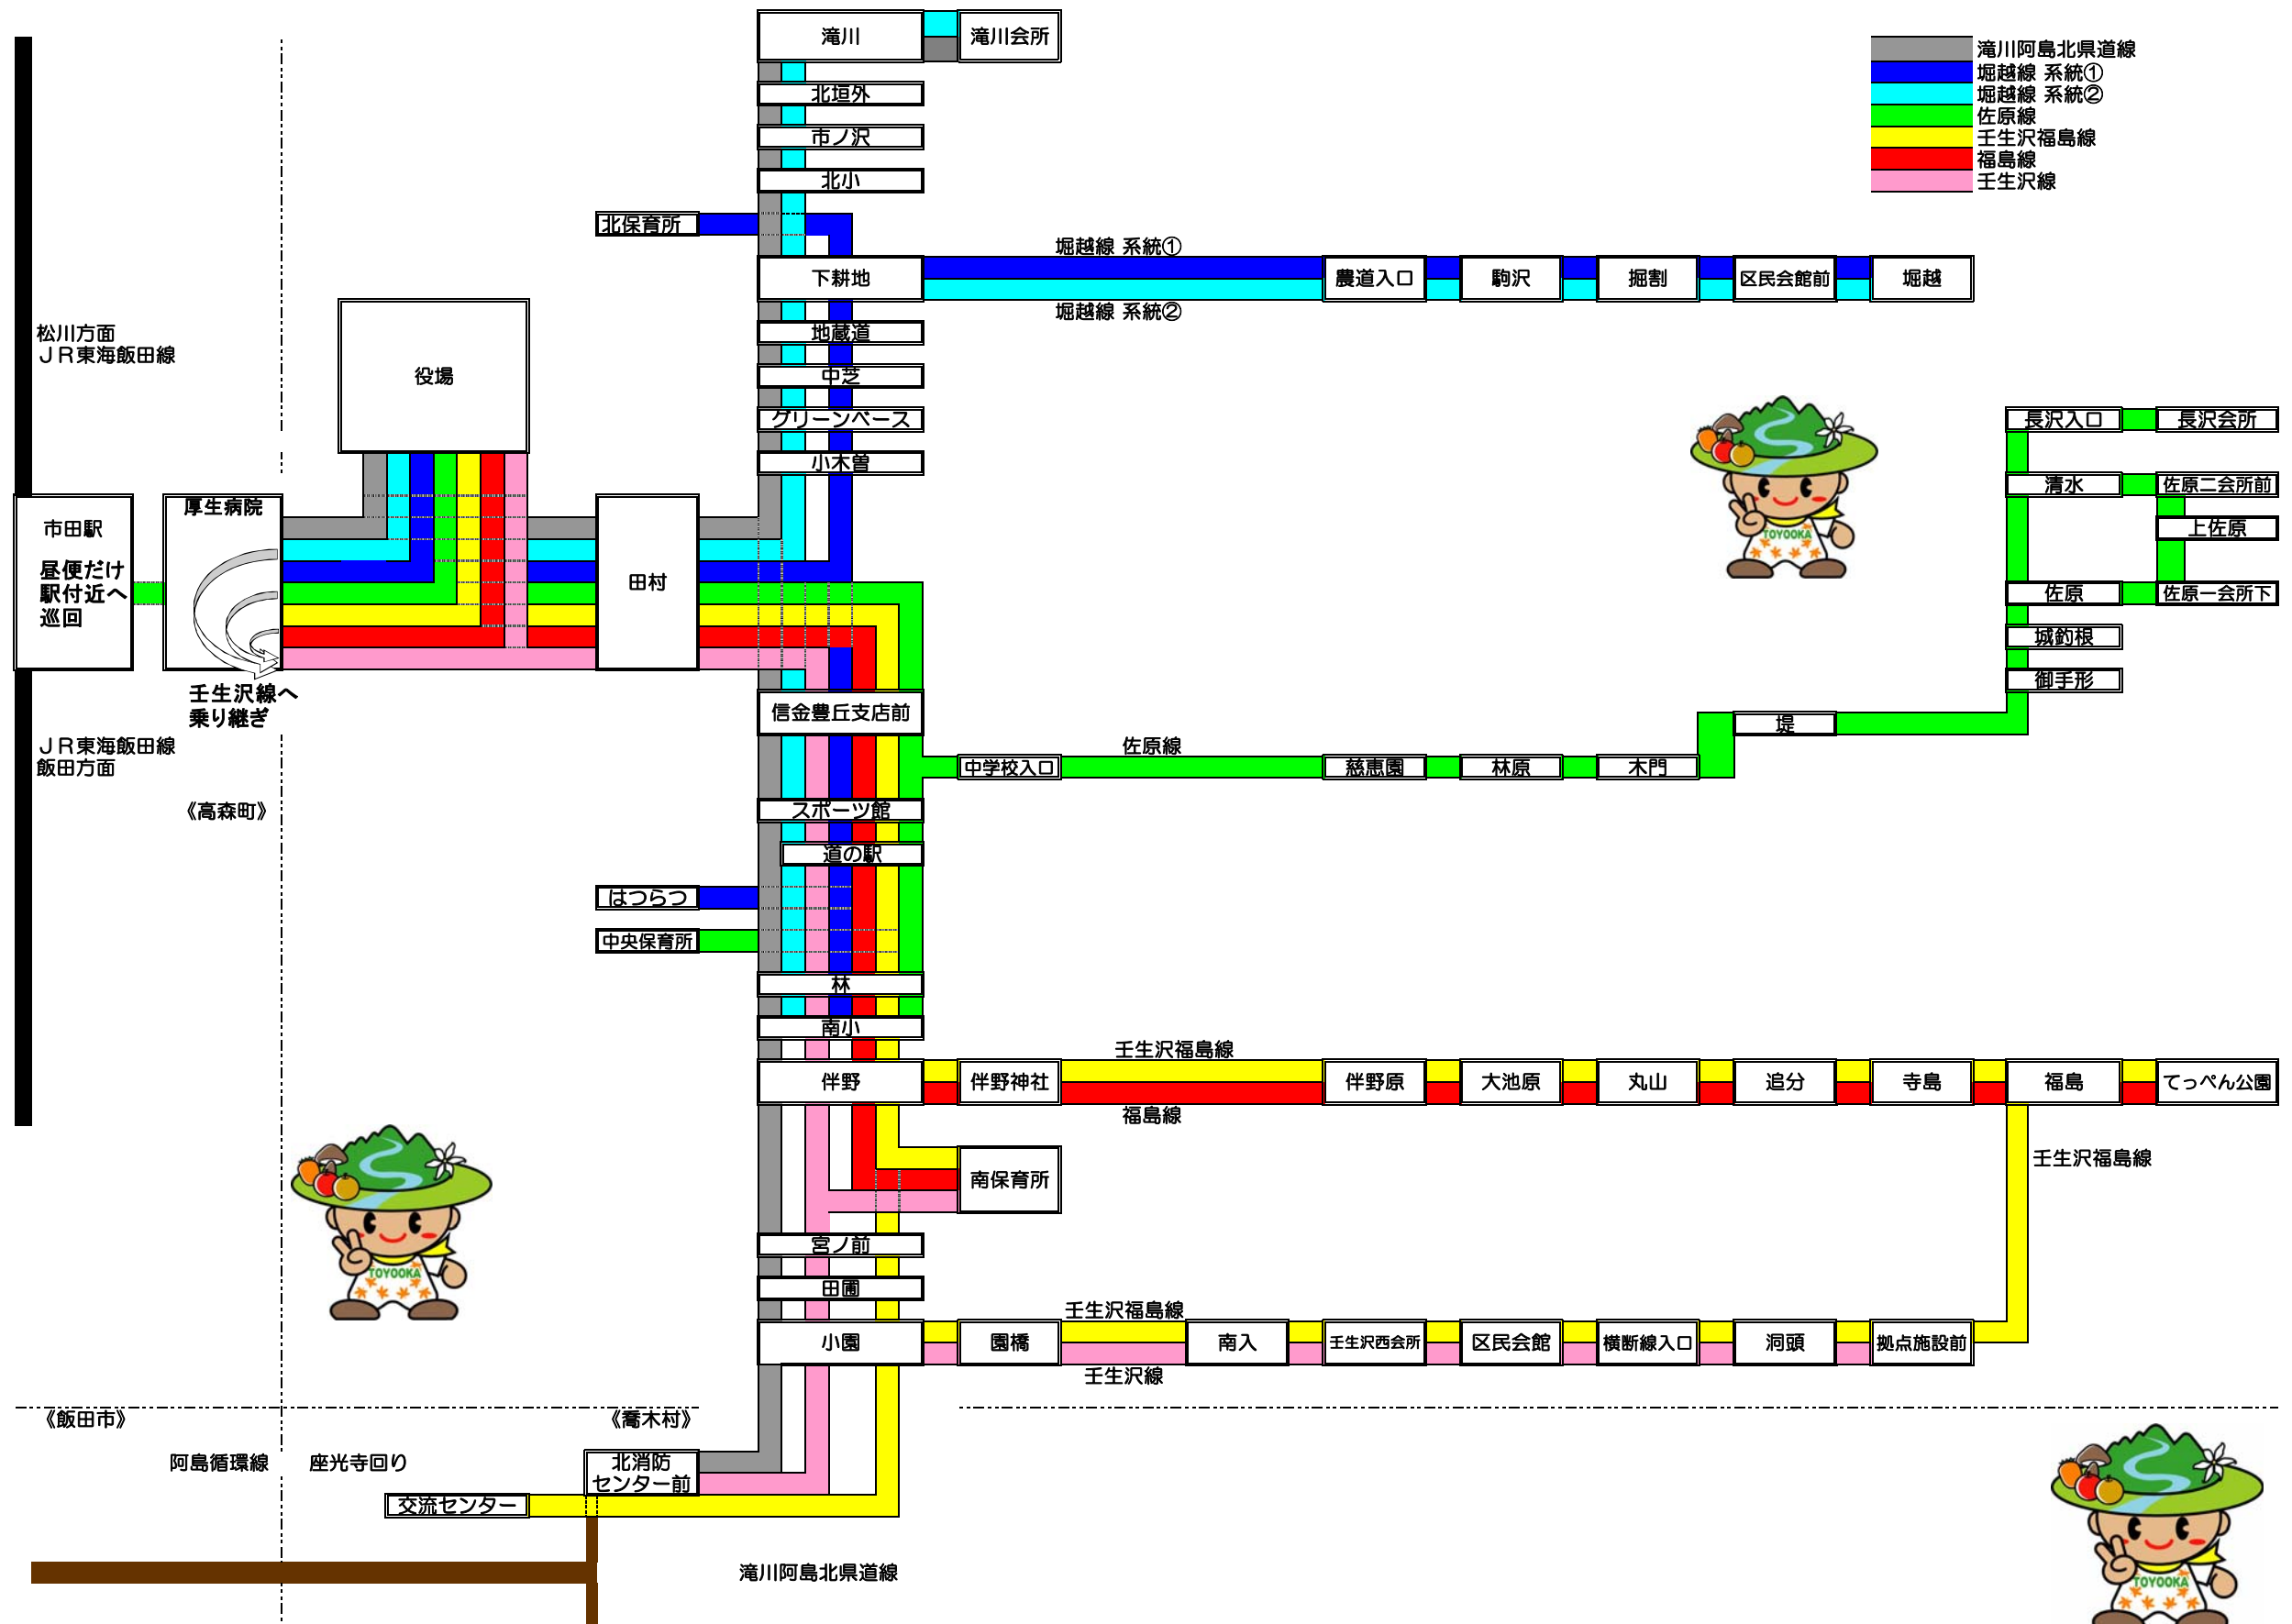 滝川
滝川会所
北垣外
市ノ沢
北小
北保育所
滝川阿島北県道線
堀越線 系統①
堀越線 系統②
佐原線
壬生沢福島線
福島線
壬生沢線
堀越線 系統①
下耕地
農道入口
駒沢
掘割
区民会館前
堀越
堀越線 系統②
松川方面
ＪＲ東海飯田線
役場
地蔵道
中芝
グリーンベース
小木曽
長沢入口
長沢会所
清水
佐原二会所前
上佐原
佐原
佐原一会所下
城釣根
御手形
堤
市田駅
昼便だけ
駅付近へ
巡回
厚生病院
壬生沢線へ
乗り継ぎ
田村
TOYOOKA
信金豊丘支店前
ＪＲ東海飯田線
飯田方面
《高森町》
佐原線
中学校入口
慈恵園
林原
木門
スポーツ館
道の駅
はつらつ
中央保育所
林
南小
壬生沢福島線
伴野
伴野神社
伴野原
大池原
丸山
追分
寺島
福島
てっぺん公園
福島線
南保育所
壬生沢福島線
宮ノ前
田圃
TOYOOKA
壬生沢福島線
小園
園橋
南入
壬生沢西会所
区民会館
横断線入口
洞頭
拠点施設前
壬生沢線
《飯田市》
《喬木村》
阿島循環線
座光寺回り
北消防
センター前
交流センター
滝川阿島北県道線
TOYOOKA